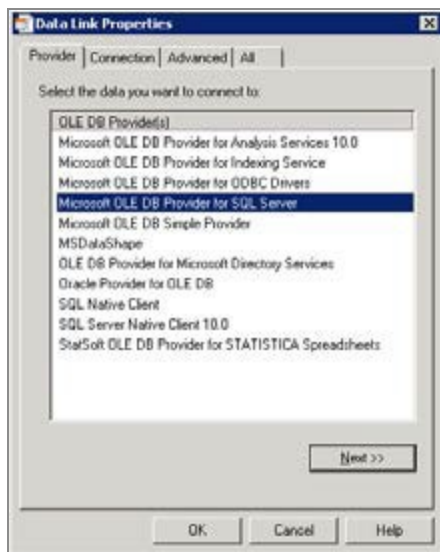 Data Link Properties
Provider Connection Advanced All
Select the data you want to connect to:
OLE DB Provider(s)
Microsoft OLE DB Provider for Analysis Services 10.0
Microsoft OLE DB Provider for Indexing Service
Microsoft OLE DB Provider for ODBC Drivers
Microsoft OLE DB Provider for SQL Server
Microsoft OLE DB Simple Provider
MSDataShape
OLE DB Provider for Microsoft Directory Services
Oracle Provider for OLE DB
SQL Native Client
SQL Server Native Client 10.0
StatSoft OLE DB Provider for STATISTICA Spreadsheets
Next >>
OK Cancel Help